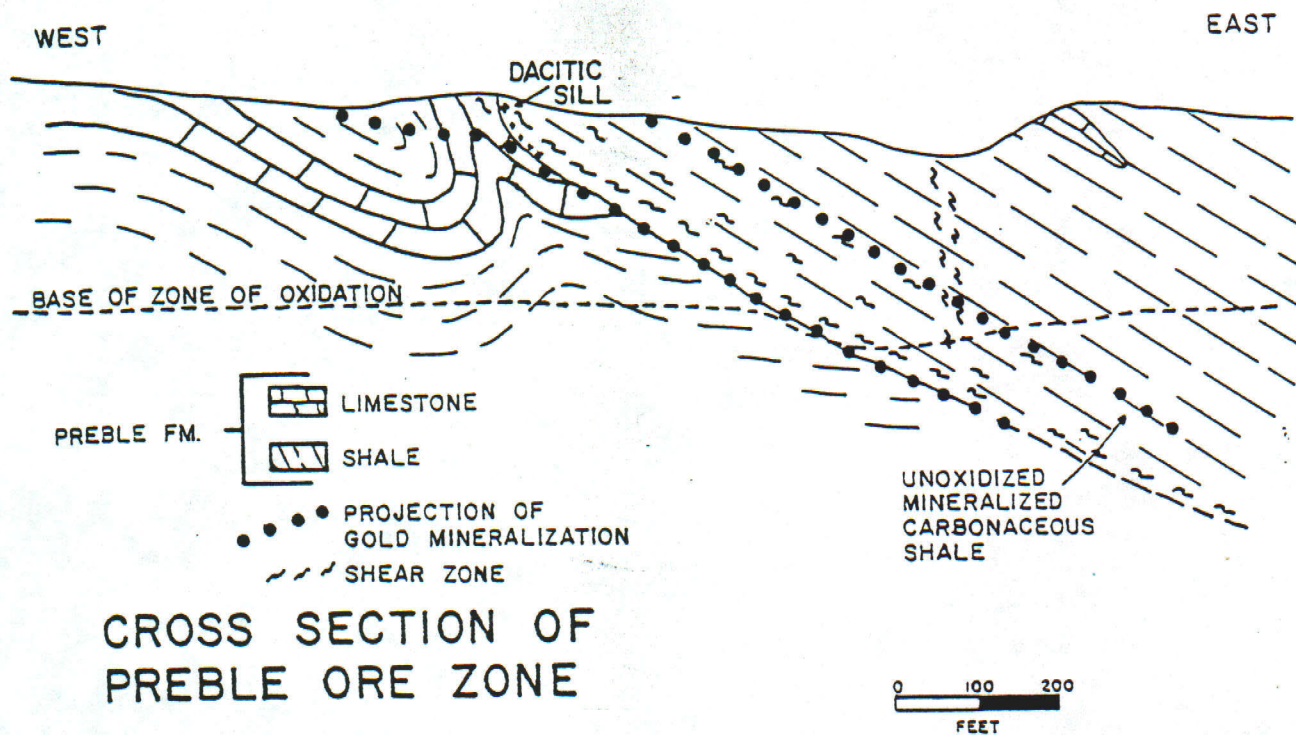 WEST
EAST
DACITIC
SILL
BASE OF ZONE OF OXIDATION
PREBLE FM.
LIMESTONE
SHALE
PROJECTION OF
GOLD MINERALIZATION
SHEAR ZONE
UNOXIDIZED
MINERALIZED
CARBONACEOUS
SHALE
CROSS SECTION OF
PREBLE ORE ZONE
0 100 200
FEET